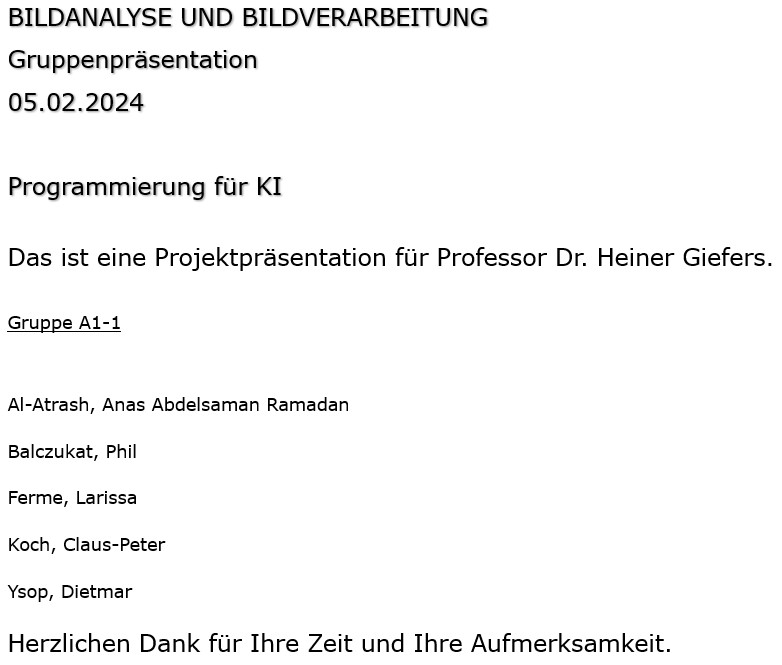 BILDANALYSE UND BILDVERARBEITUNG
Gruppenpräsentation
05.02.2024
Programmierung für KI
Das ist eine Projektpräsentation für Professor Dr. Heiner Giefers.
Gruppe A1-1
Al-Atrash, Anas Abdelsaman Ramadan
Balczukat, Phil
Ferme, Larissa
Koch, Claus-Peter
Ysop, Dietmar
Herzlichen Dank für Ihre Zeit und Ihre Aufmerksamkeit.